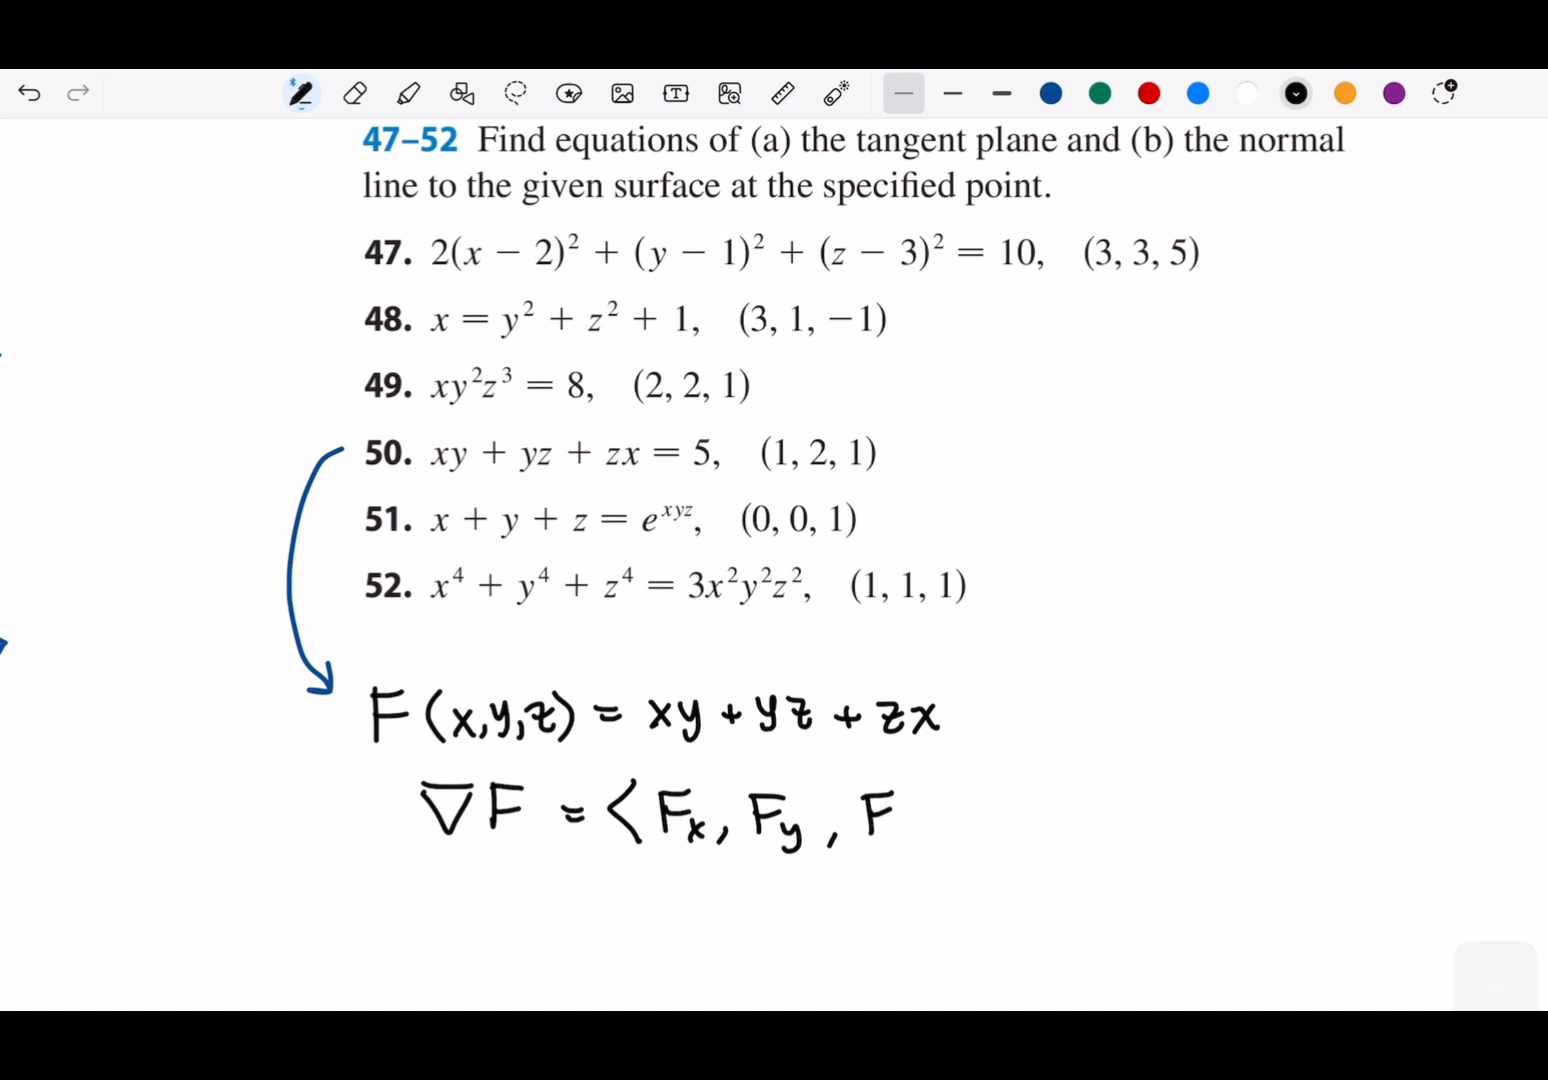 47–52 Find equations of (a) the tangent plane and (b) the normal
line to the given surface at the specified point.
47. 2(x − 2)² + (y − 1)² + (z − 3)² = 10, (3, 3, 5)
48. x = y² + z² + 1, (3, 1, −1)
49. xy²z³ = 8, (2, 2, 1)
50. xy + yz + zx = 5, (1, 2, 1)
51. x + y + z = e^{xyz}, (0, 0, 1)
52. x⁴ + y⁴ + z⁴ = 3x²y²z², (1, 1, 1)
F(x,y,z) = xy + yz + zx
∇F = ⟨F_x, F_y, F